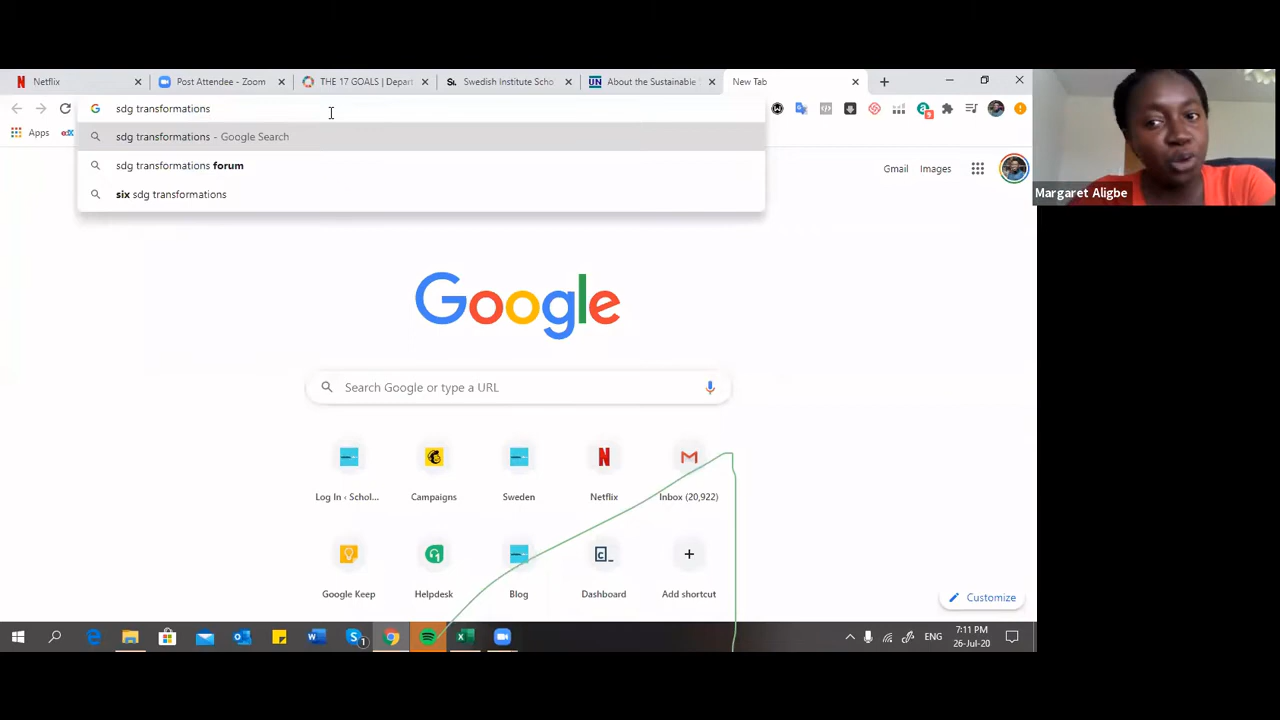 Netflix
Post Attendee - Zoom
THE 17 GOALS | Depart
Swedish Institute Scho
UN
About the Sustainable
New Tab
sdg transformations
sdg transformations - Google Search
sdg transformations forum
six sdg transformations
Apps
Gmail
Images
Margaret Aligbe
Google
Search Google or type a URL
Log In ‹ Schol...
Campaigns
Sweden
Netflix
Inbox (20,922)
Google Keep
Helpdesk
Blog
Dashboard
Add shortcut
Customize
ENG
7:11 PM
26-Jul-20